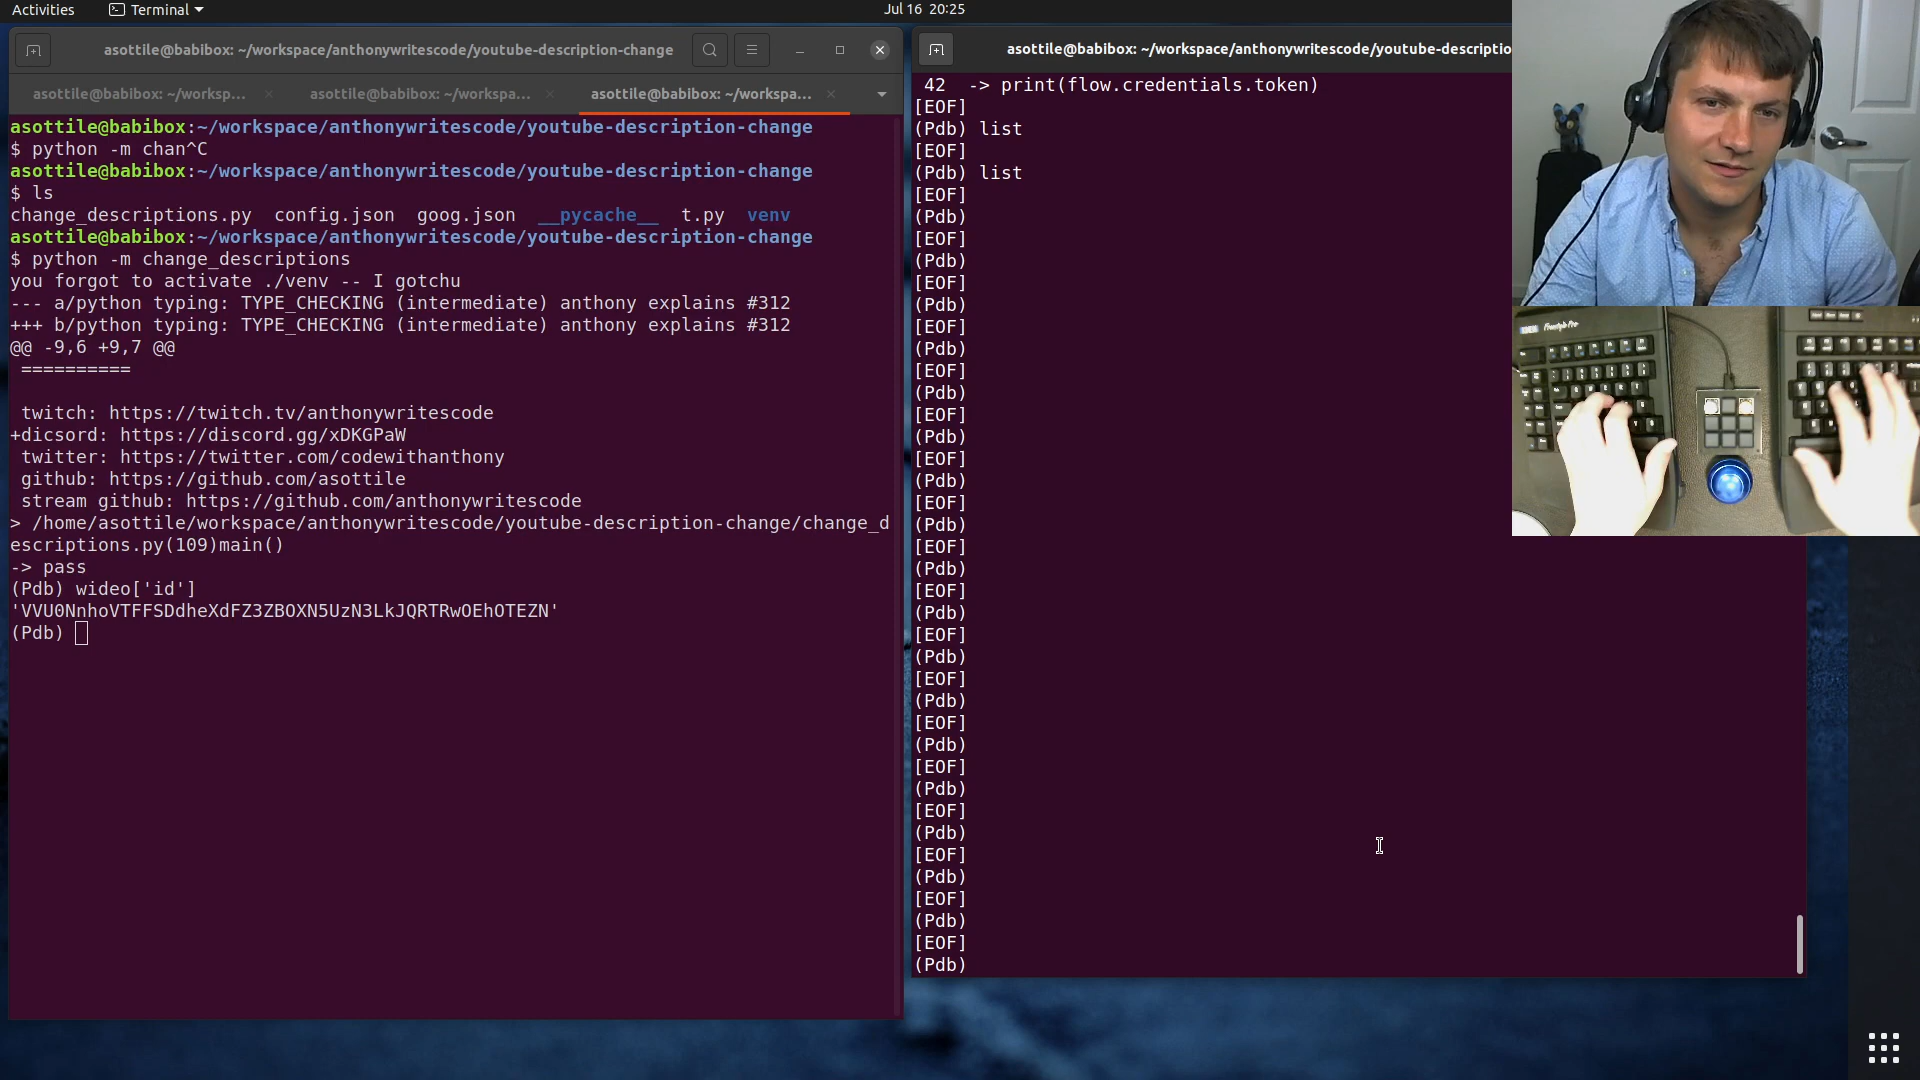 Activities
Terminal
Jul 16 20:25
asottile@babibox: ~/workspace/anthonywritescode/youtube-description-change
asottile@babibox: ~/worksp...
asottile@babibox: ~/workspa...
asottile@babibox: ~/workspa...
asottile@babibox:~/workspace/anthonywritescode/youtube-description-change
$ python -m chan^C
asottile@babibox:~/workspace/anthonywritescode/youtube-description-change
$ ls
change_descriptions.py config.json goog.json __pycache__ t.py venv
asottile@babibox:~/workspace/anthonywritescode/youtube-description-change
$ python -m change_descriptions
you forgot to activate ./venv -- I gotchu
--- a/python typing: TYPE_CHECKING (intermediate) anthony explains #312
+++ b/python typing: TYPE_CHECKING (intermediate) anthony explains #312
@@ -9,6 +9,7 @@
==========
twitch: https://twitch.tv/anthonywritescode
+dicsord: https://discord.gg/xDKGPaW
twitter: https://twitter.com/codewithanthony
github: https://github.com/asottile
stream github: https://github.com/anthonywritescode
> /home/asottile/workspace/anthonywritescode/youtube-description-change/change_d
escriptions.py(109)main()
-> pass
(Pdb) wideo['id']
'VVU0NnhoVTFFSDdheXdFZ3ZBOXN5UzN3LkJQRTRwOEhOTEZN'
(Pdb)
asottile@babibox: ~/workspace/anthonywritescode/youtube-descriptio
42 -> print(flow.credentials.token)
[EOF]
(Pdb) list
[EOF]
(Pdb) list
[EOF]
(Pdb)
[EOF]
(Pdb)
[EOF]
(Pdb)
[EOF]
(Pdb)
[EOF]
(Pdb)
[EOF]
(Pdb)
[EOF]
(Pdb)
[EOF]
(Pdb)
[EOF]
(Pdb)
[EOF]
(Pdb)
[EOF]
(Pdb)
[EOF]
(Pdb)
[EOF]
(Pdb)
[EOF]
(Pdb)
[EOF]
(Pdb)
[EOF]
(Pdb)
[EOF]
(Pdb)
[EOF]
(Pdb)
[EOF]
(Pdb)
Freestyle Pro